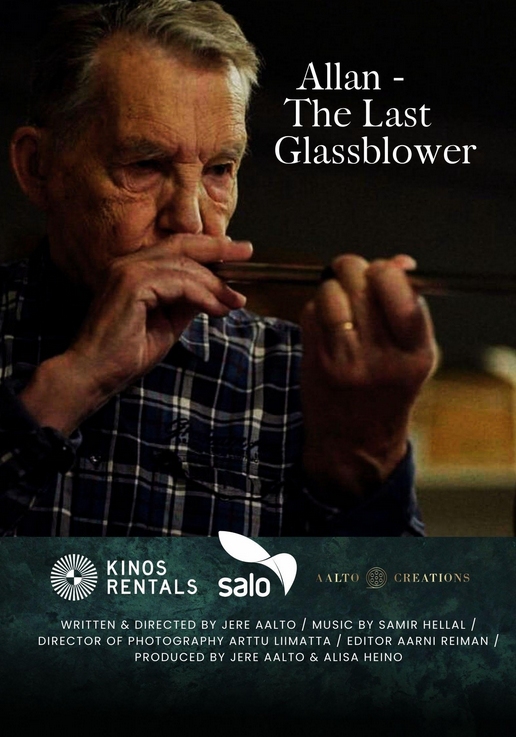 Allan -
The Last
Glassblower
KINOS
RENTALS
salo
AALTO CREATIONS
WRITTEN & DIRECTED BY JERE AALTO / MUSIC BY SAMIR HELLAL /
DIRECTOR OF PHOTOGRAPHY ARTTU LIIMATTA / EDITOR AARNI REIMAN /
PRODUCED BY JERE AALTO & ALISA HEINO